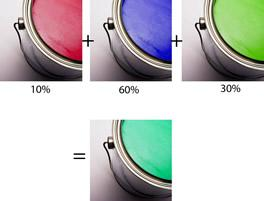 + +
10% 60% 30%
=